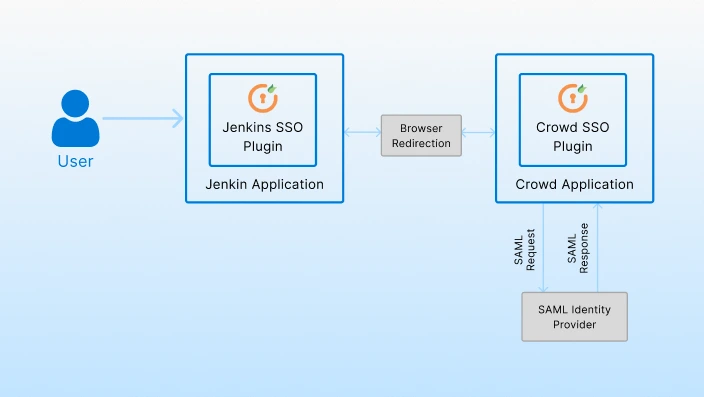 User
Jenkins SSO
Plugin
Jenkin Application
Browser
Redirection
Crowd SSO
Plugin
Crowd Application
SAML
Request
SAML
Response
SAML Identity
Provider